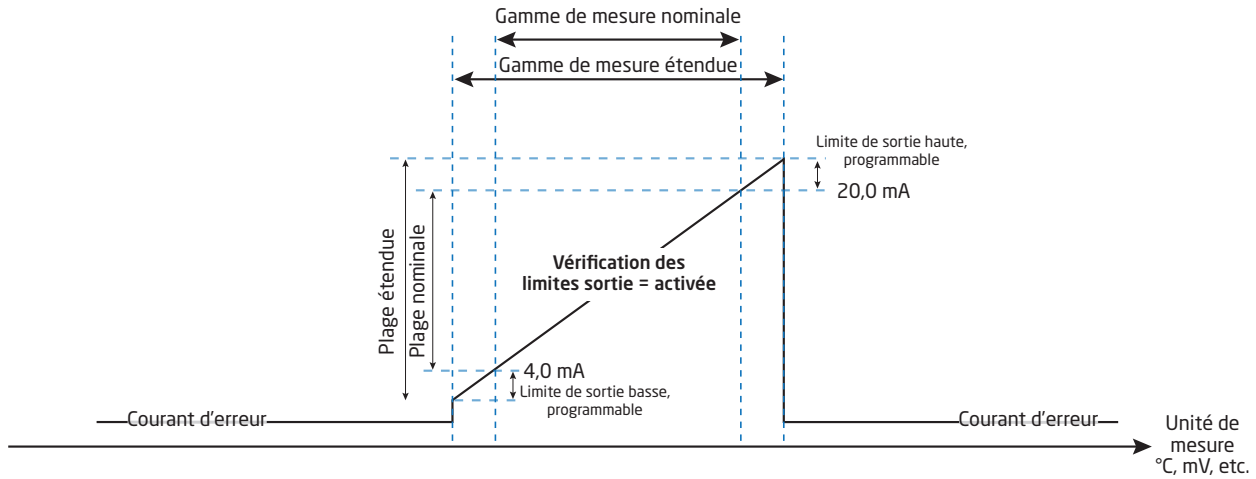 Gamme de mesure nominale
Gamme de mesure étendue
Limite de sortie haute,
programmable
20,0 mA
Plage étendue
Plage nominale
Vérification des
limites sortie = activée
4,0 mA
Limite de sortie basse,
programmable
Courant d'erreur
Courant d'erreur
Unité de
mesure
°C, mV, etc.